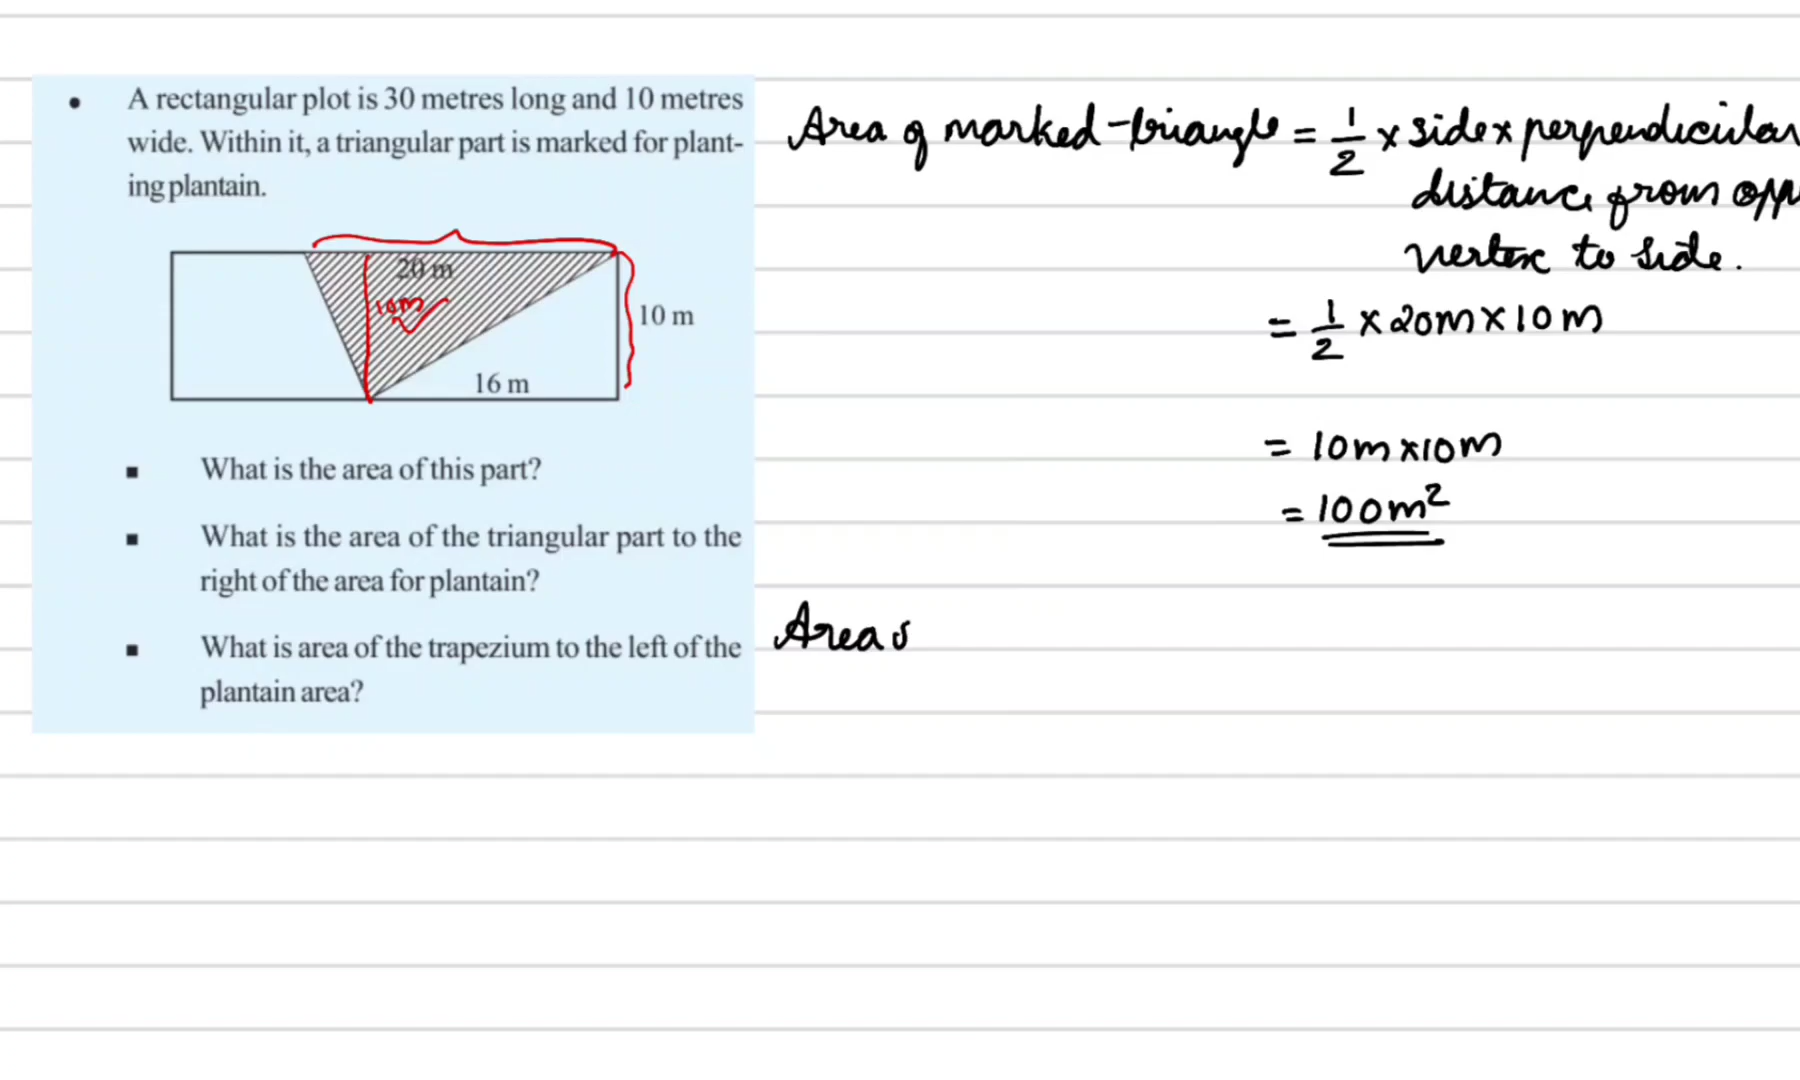 • A rectangular plot is 30 metres long and 10 metres
wide. Within it, a triangular part is marked for plant-
ing plantain.
20 m
10m
10 m
16 m
▪ What is the area of this part?
▪ What is the area of the triangular part to the
right of the area for plantain?
▪ What is area of the trapezium to the left of the
plantain area?
Area of marked triangle = 1/2 × side × perpendicular
distance from opp
vertex to side.
= 1/2 × 20m × 10m
= 10m × 10m
= 100m²
Area